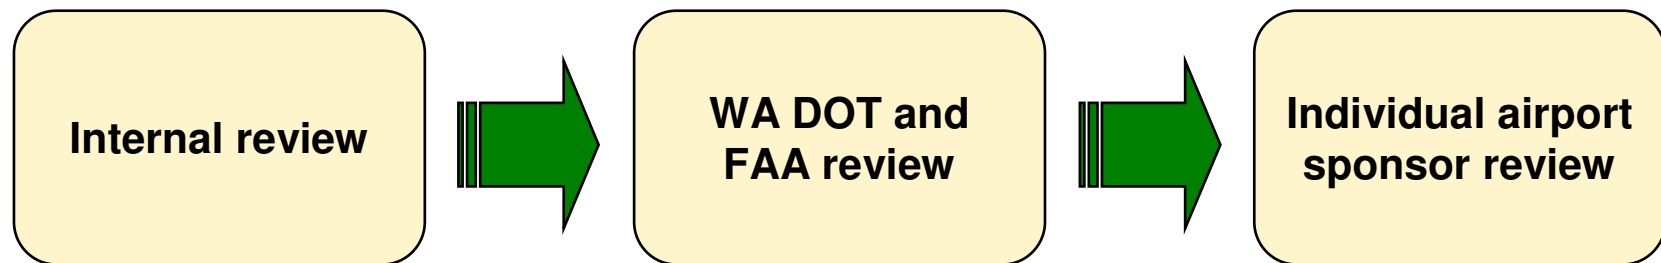 Internal review
WA DOT and
FAA review
Individual airport
sponsor review